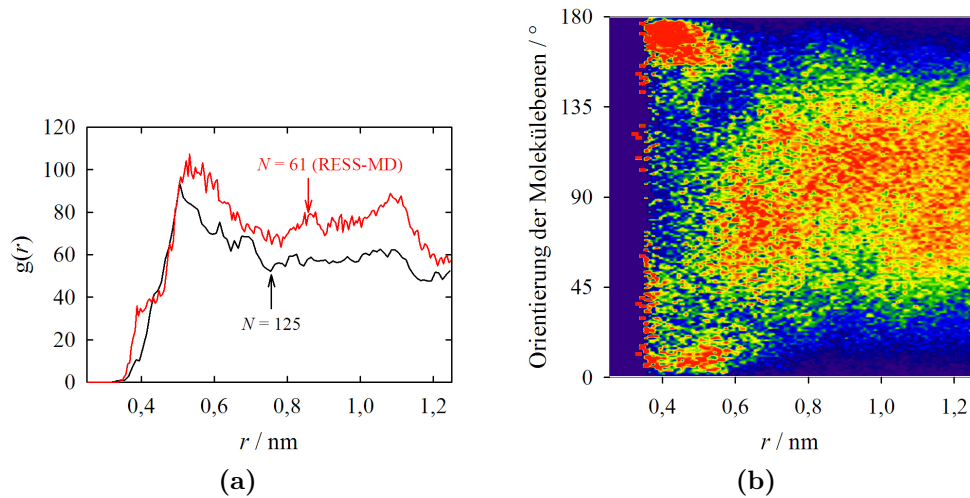 120
100
80
60
40
20
0
g(r)
N = 61 (RESS-MD)
N = 125
0,4 0,6 0,8 1,0 1,2
r / nm
(a)
180
135
90
45
0
Orientierung der Molekülebenen / °
0,4 0,6 0,8 1,0 1,2
r / nm
(b)